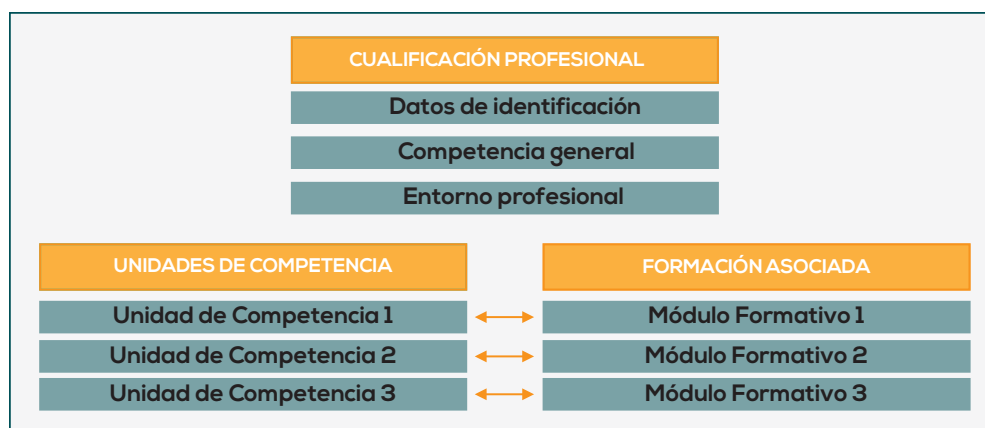 CUALIFICACIÓN PROFESIONAL
Datos de identificación
Competencia general
Entorno profesional
UNIDADES DE COMPETENCIA
FORMACIÓN ASOCIADA
Unidad de Competencia 1
Módulo Formativo 1
Unidad de Competencia 2
Módulo Formativo 2
Unidad de Competencia 3
Módulo Formativo 3